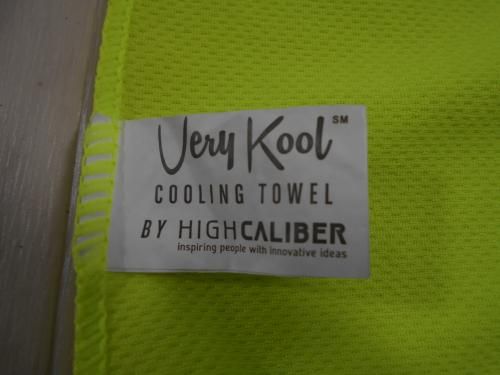 Very Kool SM
COOLING TOWEL
BY HIGHCALIBER
inspiring people with innovative ideas